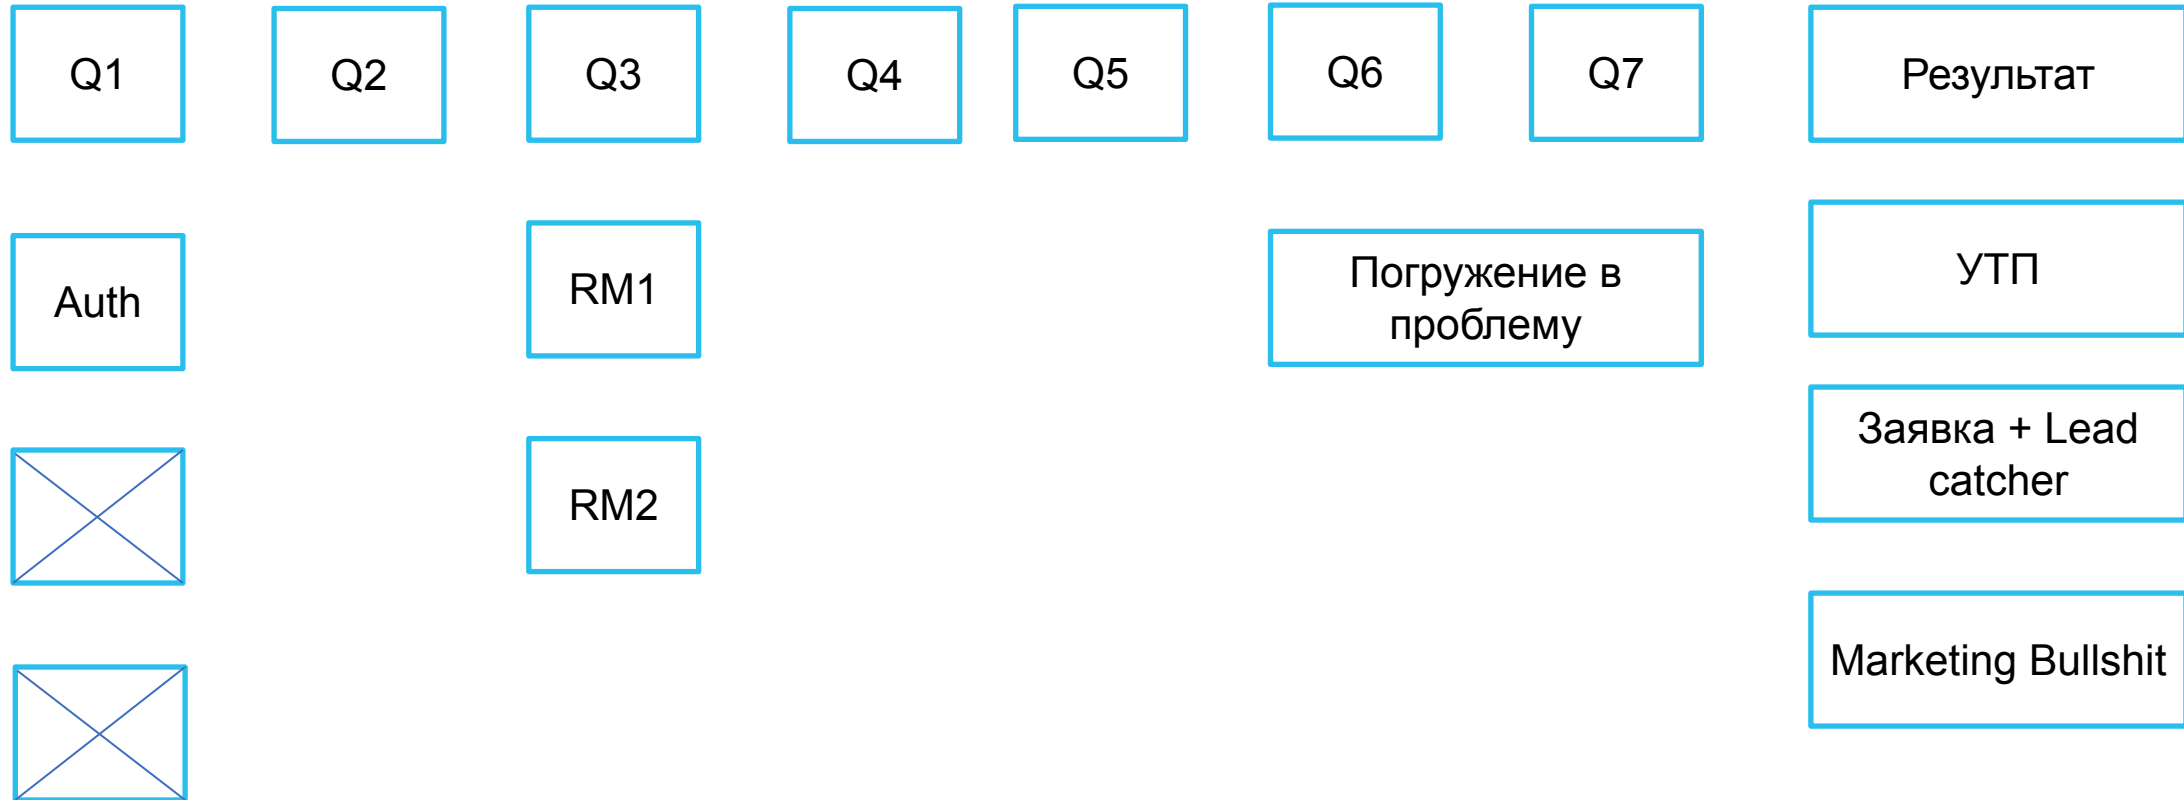 Q1
Q2
Q3
Q4
Q5
Q6
Q7
Результат
Auth
RM1
Погружение в
проблему
УТП
RM2
Заявка + Lead
catcher
Marketing Bullshit